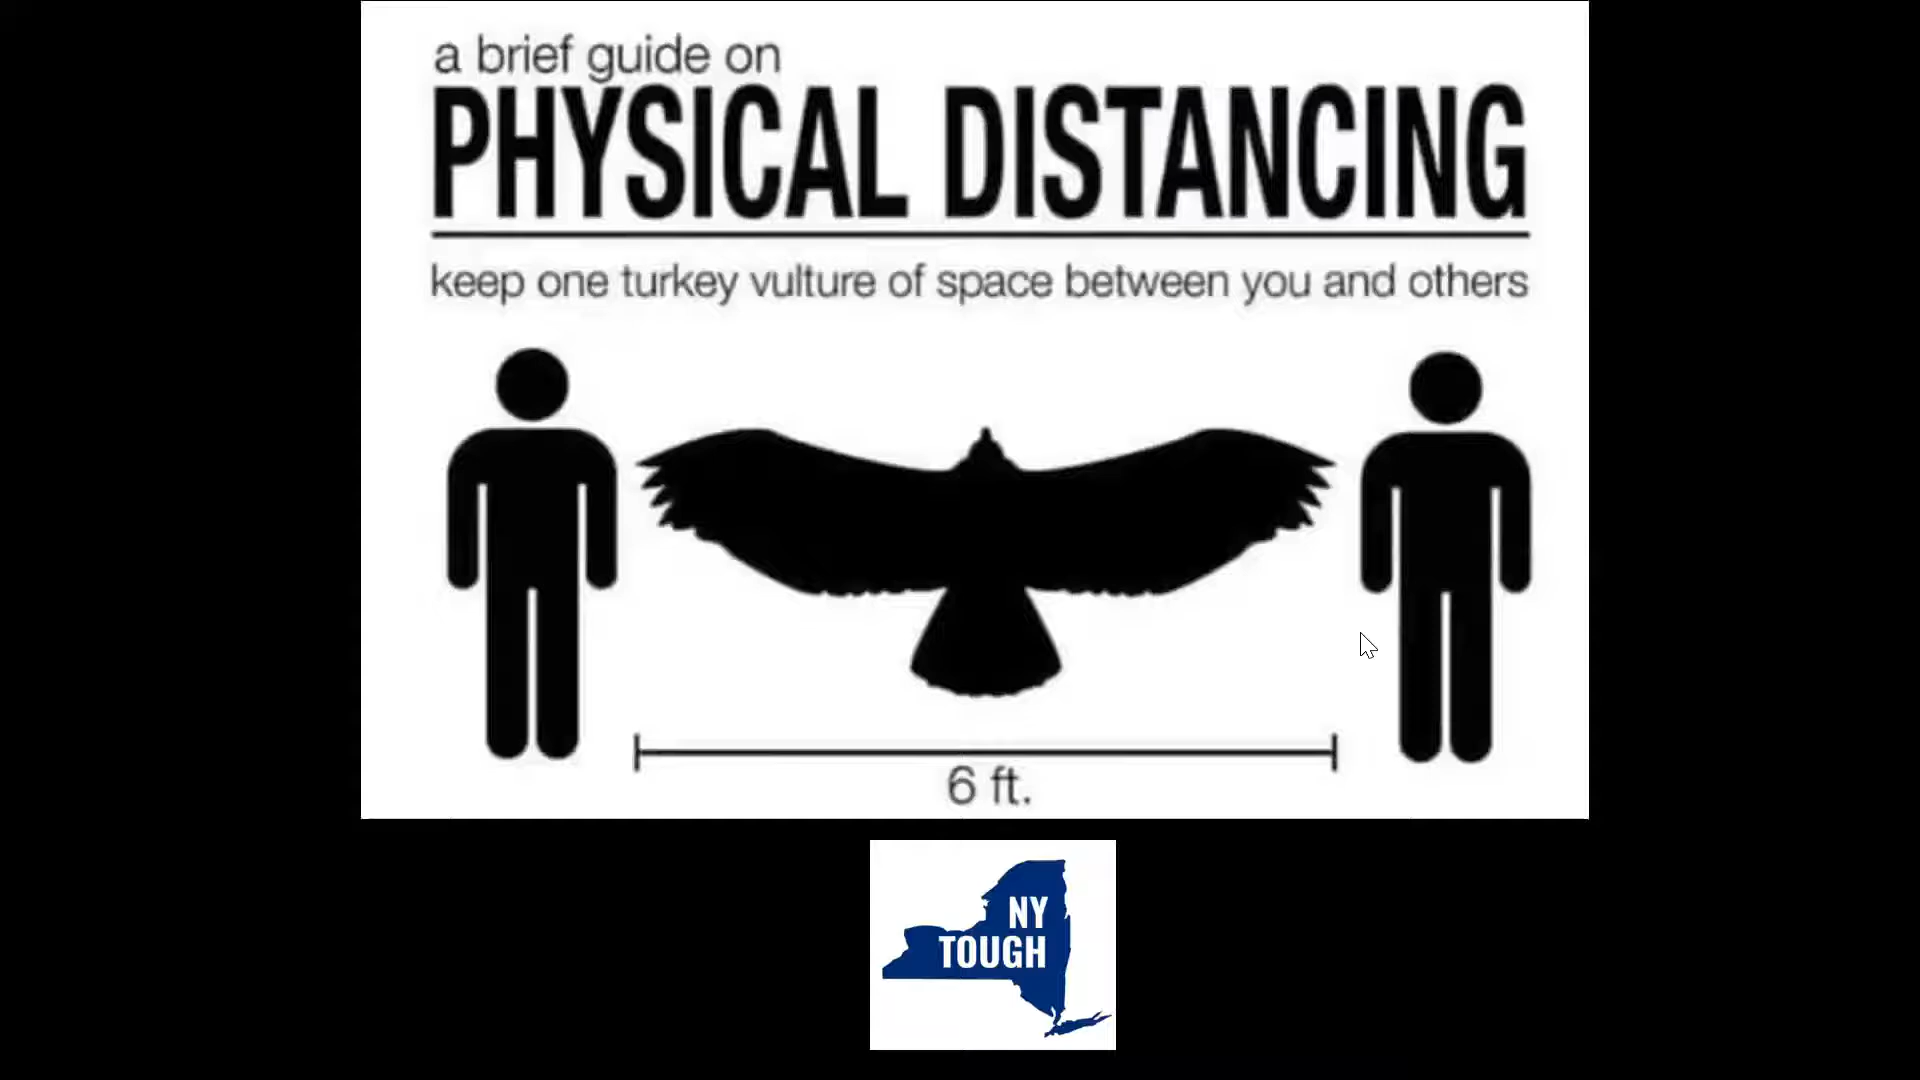 a brief guide on
PHYSICAL DISTANCING
keep one turkey vulture of space between you and others
6 ft.
NY
TOUGH